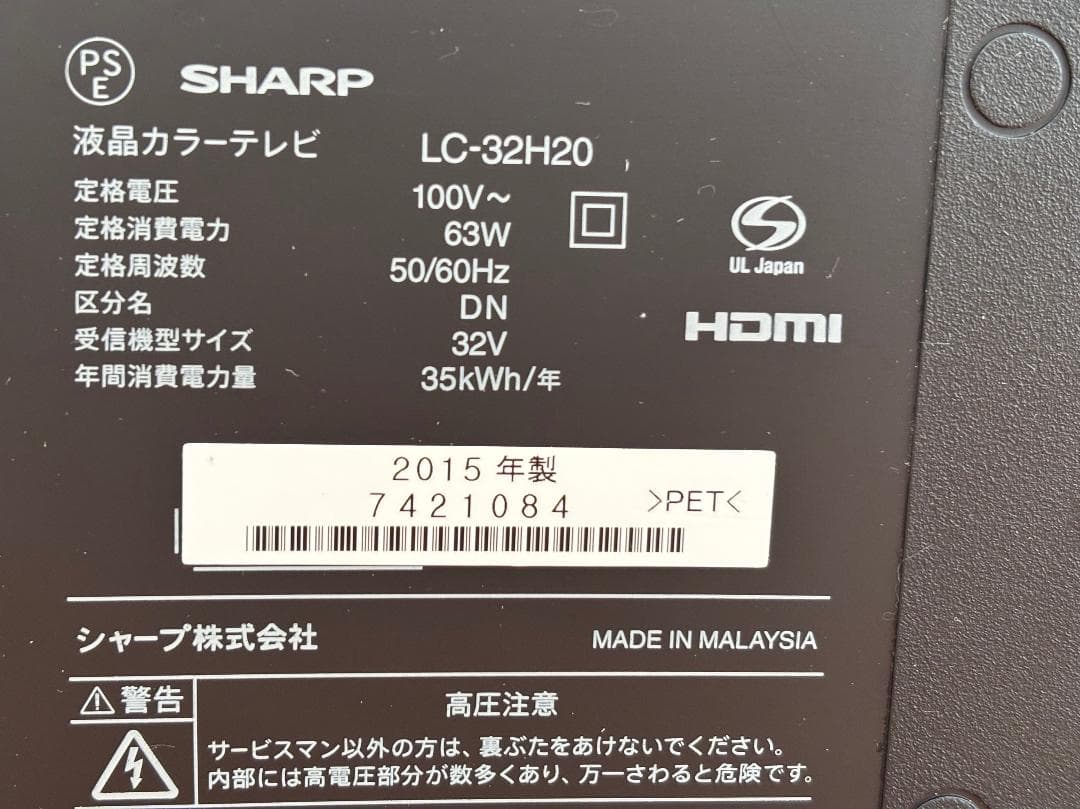 PSE SHARP
液晶カラーテレビ LC-32H20
定格電圧 100V～
定格消費電力 63W
定格周波数 50/60Hz
区分名 DN
受信機型サイズ 32V
年間消費電力量 35kWh/年
UL Japan
HDMI
2015 年製
7421084 >PET<
シャープ株式会社 MADE IN MALAYSIA
警告 高圧注意
サービスマン以外の方は、裏ぶたをあけないでください。
内部には高電圧部分が数多くあり、万一さわると危険です。